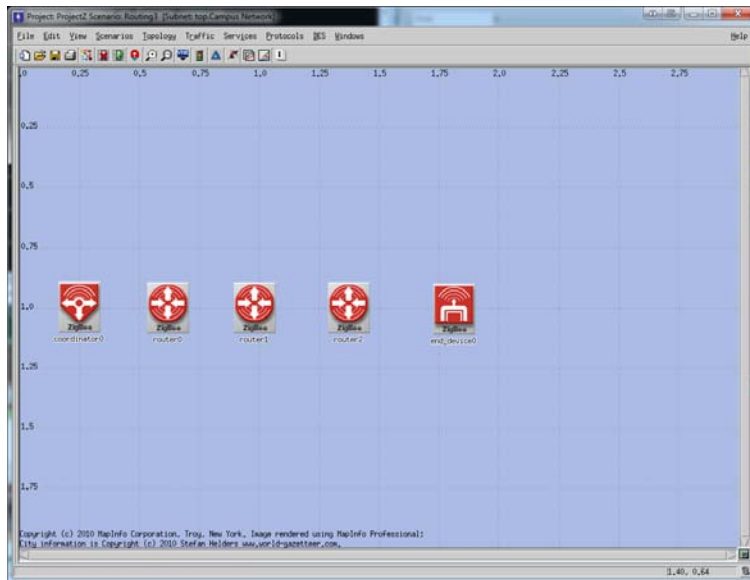 Project: ProjectZ Scenario: Routing3 [Subnet: top.Campus Network]
File Edit View Scenarios Topology Traffic Services Protocols DES Windows Help
0 0.25 0.5 0.75 1.0 1.25 1.5 1.75 2.0 2.25 2.5 2.75
0.25
0.5
0.75
1.0
ZigBee ZigBee ZigBee ZigBee ZigBee
coordinator0 router0 router1 router2 end_device0
1.25
1.5
1.75
Copyright (c) 2010 MapInfo Corporation, Troy, New York. Image rendered using MapInfo Professional;
City information is Copyright (c) 2010 Stefan Helders www.world-gazetteer.com.
1.40, 0.64